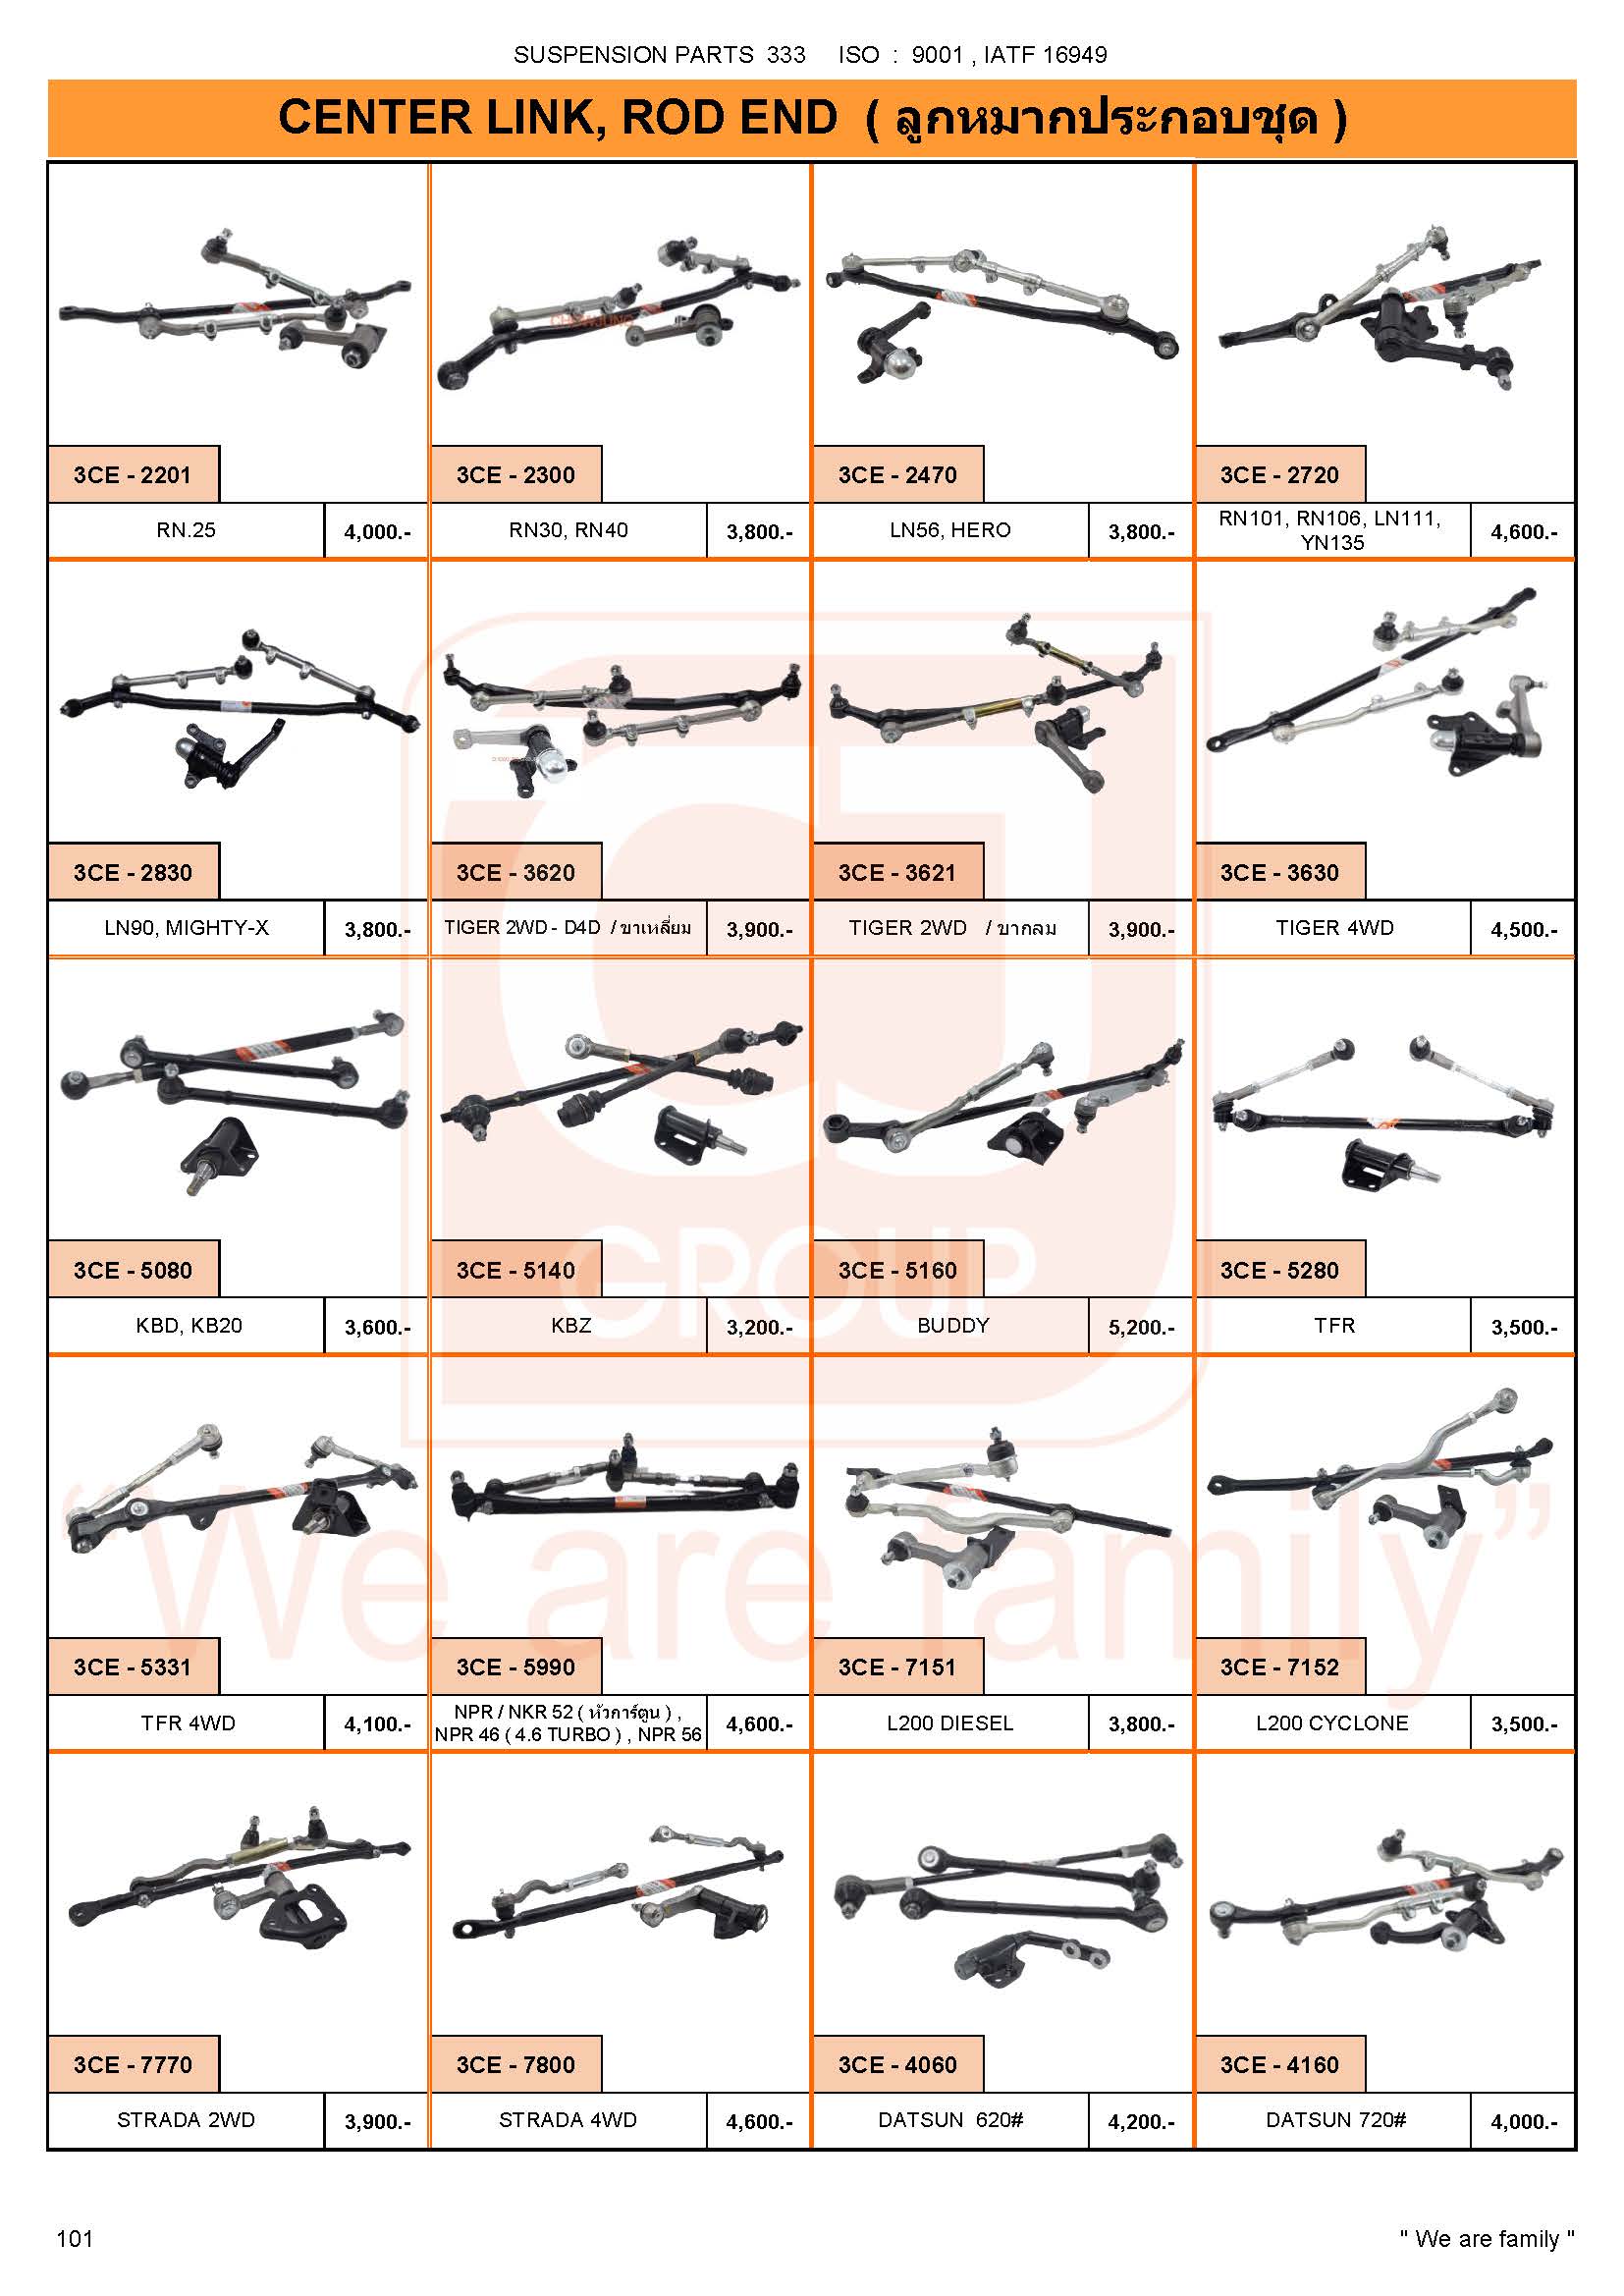 SUSPENSION PARTS 333 ISO : 9001 , IATF 16949
CENTER LINK, ROD END ( ลูกหมากประกอบชุด )
3CE - 2201
3CE - 2300
3CE - 2470
3CE - 2720
RN.25 4,000.-
RN30, RN40 3,800.-
LN56, HERO 3,800.-
RN101, RN106, LN111,
YN135 4,600.-
3CE - 2830
3CE - 3620
3CE - 3621
3CE - 3630
LN90, MIGHTY-X 3,800.-
TIGER 2WD - D4D / ขาเหลี่ยม 3,900.-
TIGER 2WD / ขากลม 3,900.-
TIGER 4WD 4,500.-
3CE - 5080
3CE - 5140
3CE - 5160
3CE - 5280
KBD, KB20 3,600.-
KBZ 3,200.-
BUDDY 5,200.-
TFR 3,500.-
3CE - 5331
3CE - 5990
3CE - 7151
3CE - 7152
TFR 4WD 4,100.-
NPR / NKR 52 ( หัวการ์ตูน ) ,
NPR 46 ( 4.6 TURBO ) , NPR 56 4,600.-
L200 DIESEL 3,800.-
L200 CYCLONE 3,500.-
3CE - 7770
3CE - 7800
3CE - 4060
3CE - 4160
STRADA 2WD 3,900.-
STRADA 4WD 4,600.-
DATSUN 620# 4,200.-
DATSUN 720# 4,000.-
CJ
GROUP
“We are family”
101
" We are family "